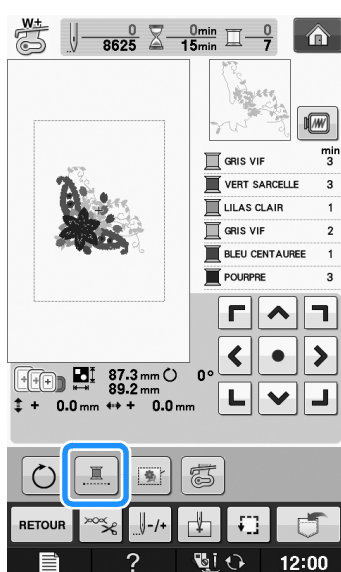 W+
0
8625
0min
15min
0
7
min
GRIS VIF 3
VERT SARCELLE 3
LILAS CLAIR 1
GRIS VIF 2
BLEU CENTAUREE 1
POURPRE 3
87.3 mm 0°
89.2 mm
+ 0.0 mm + 0.0 mm
RETOUR
-/+
?
12:00